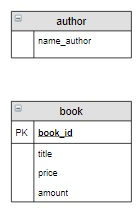 author
name_author
book
PK book_id
title
price
amount